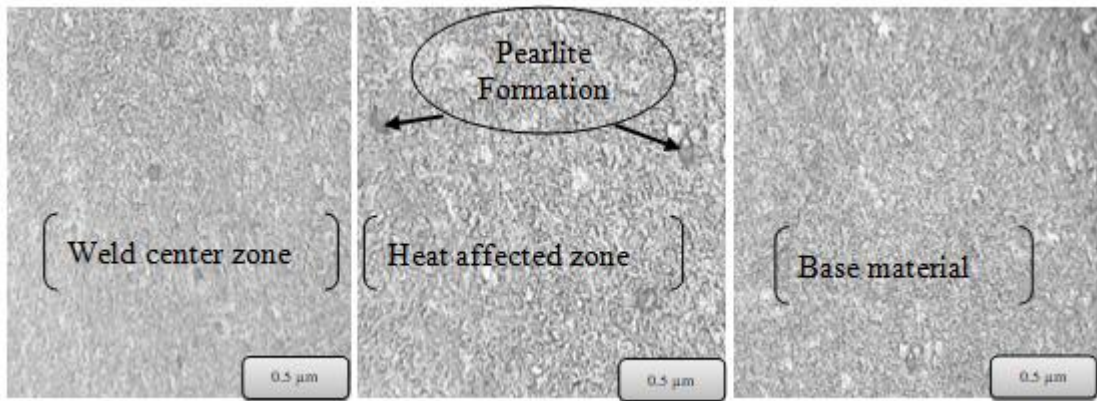 Pearlite
Formation
Weld center zone
Heat affected zone
Base material
0.5 µm
0.5 µm
0.5 µm